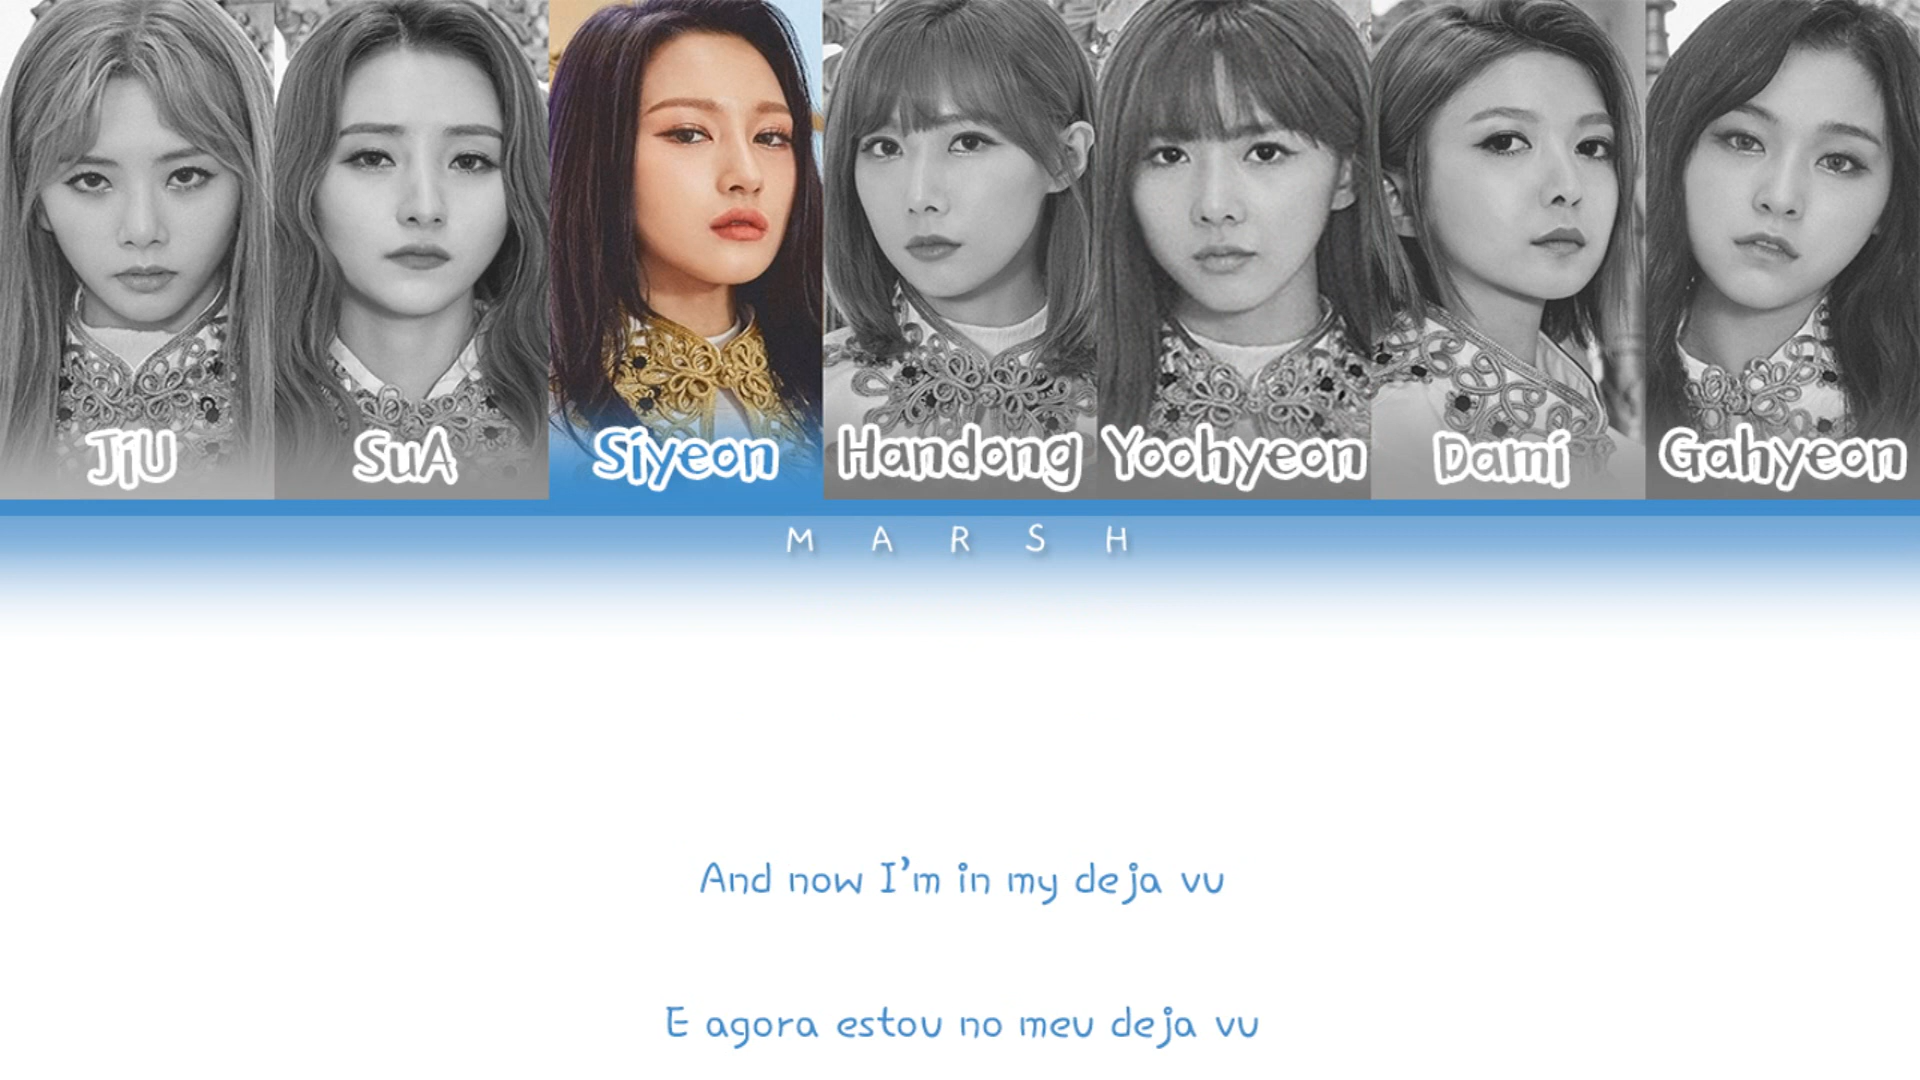 JiU SuA Siyeon Handong Yoohyeon Dami Gahyeon
MARSH
And now I'm in my deja vu
E agora estou no meu deja vu